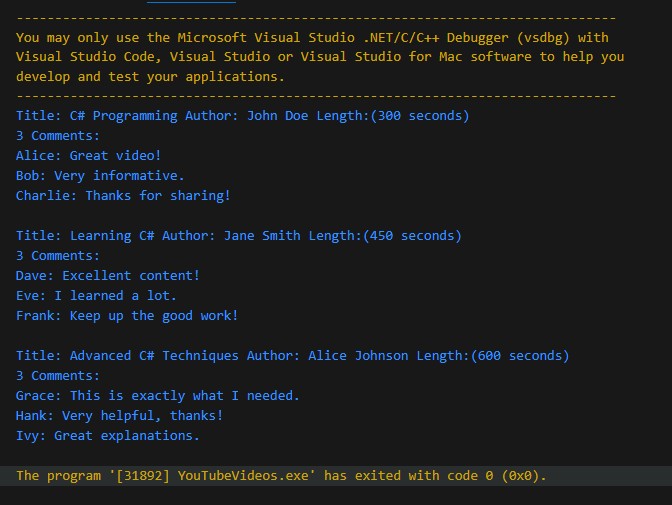 -----------------------------------------------------------------------------
You may only use the Microsoft Visual Studio .NET/C/C++ Debugger (vsdbg) with
Visual Studio Code, Visual Studio or Visual Studio for Mac software to help you
develop and test your applications.
-----------------------------------------------------------------------------
Title: C# Programming Author: John Doe Length:(300 seconds)
3 Comments:
Alice: Great video!
Bob: Very informative.
Charlie: Thanks for sharing!

Title: Learning C# Author: Jane Smith Length:(450 seconds)
3 Comments:
Dave: Excellent content!
Eve: I learned a lot.
Frank: Keep up the good work!

Title: Advanced C# Techniques Author: Alice Johnson Length:(600 seconds)
3 Comments:
Grace: This is exactly what I needed.
Hank: Very helpful, thanks!
Ivy: Great explanations.

The program '[31892] YouTubeVideos.exe' has exited with code 0 (0x0).